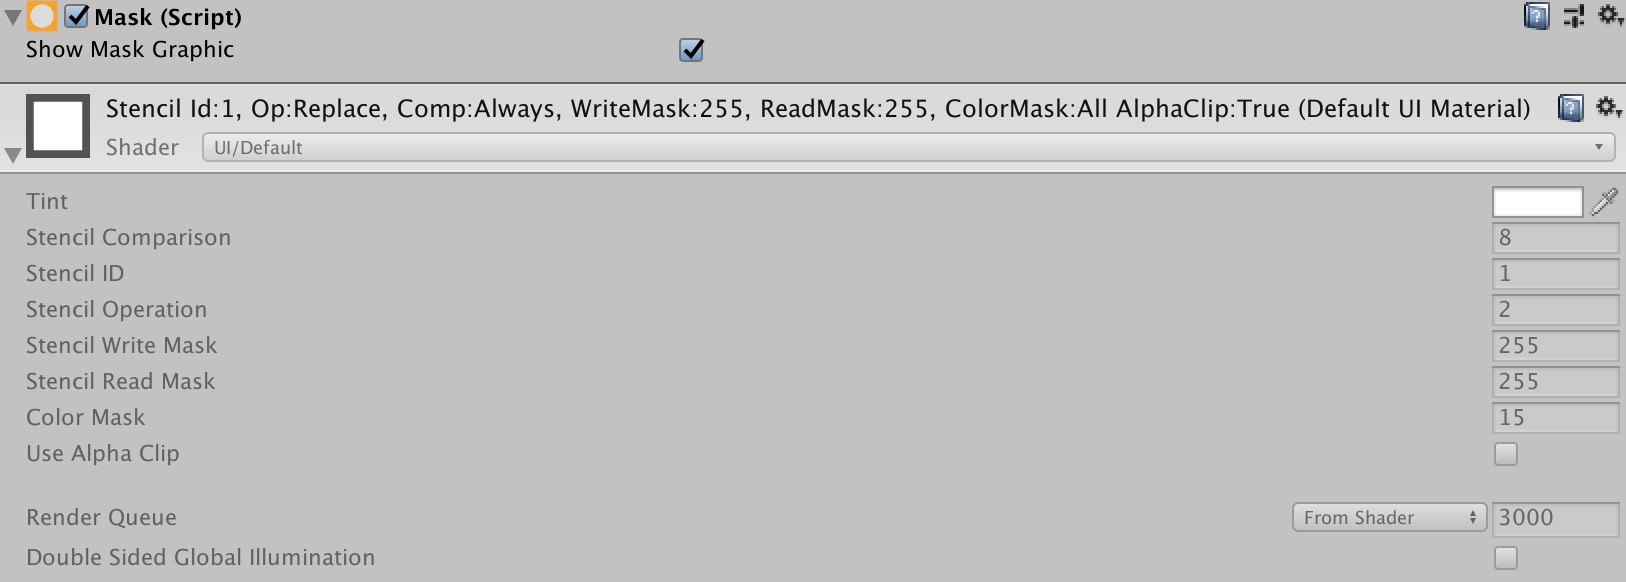 Mask (Script)
Show Mask Graphic
Stencil Id:1, Op:Replace, Comp:Always, WriteMask:255, ReadMask:255, ColorMask:All AlphaClip:True (Default UI Material)
Shader UI/Default
Tint
Stencil Comparison 8
Stencil ID 1
Stencil Operation 2
Stencil Write Mask 255
Stencil Read Mask 255
Color Mask 15
Use Alpha Clip
Render Queue From Shader 3000
Double Sided Global Illumination